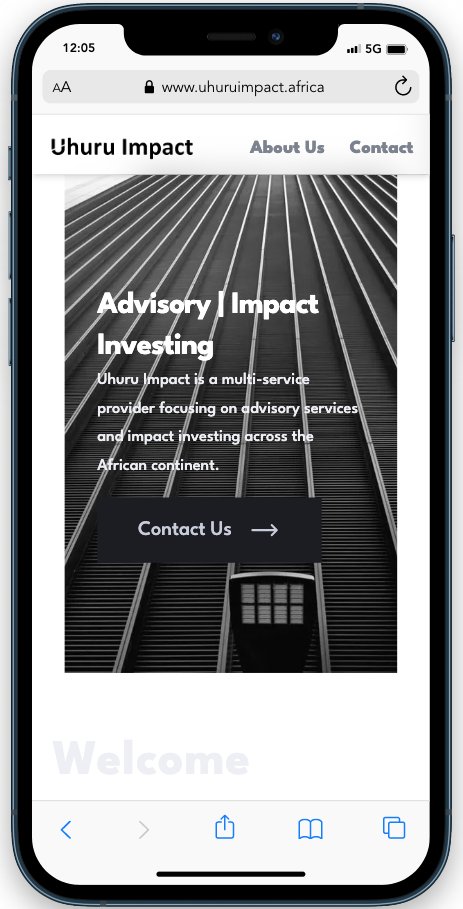 12:05
5G
AA
www.uhuruimpact.africa
Uhuru Impact
About Us
Contact
Advisory | Impact
Investing
Uhuru Impact is a multi-service
provider focusing on advisory services
and impact investing across the
African continent.
Contact Us →
Welcome